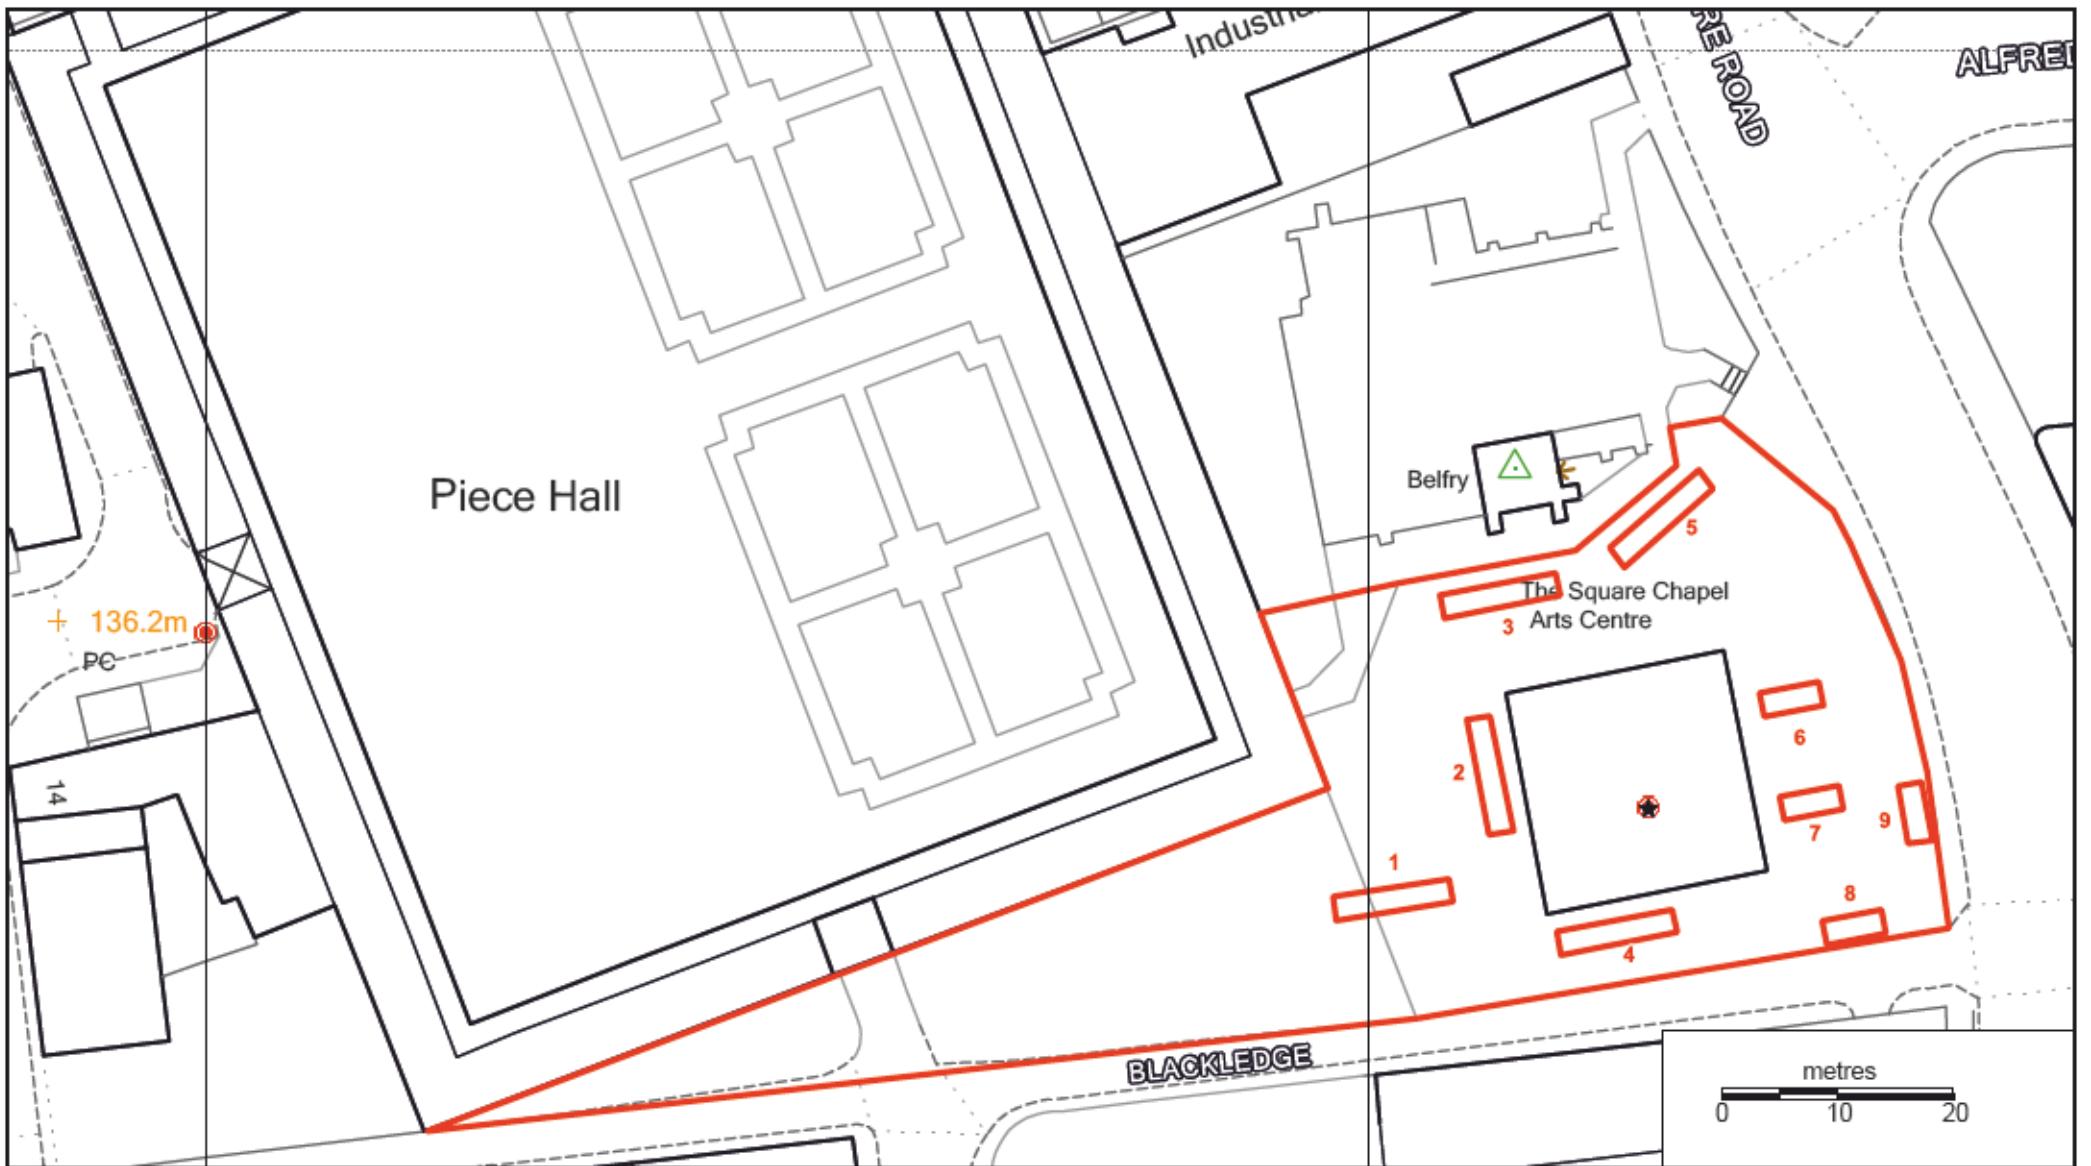 Industria
RE ROAD
ALFRED
Piece Hall
Belfry
5
The Square Chapel
Arts Centre
3
136.2m
PC
6
2
14
7
9
1
8
4
BLACKLEDGE
metres
0 10 20